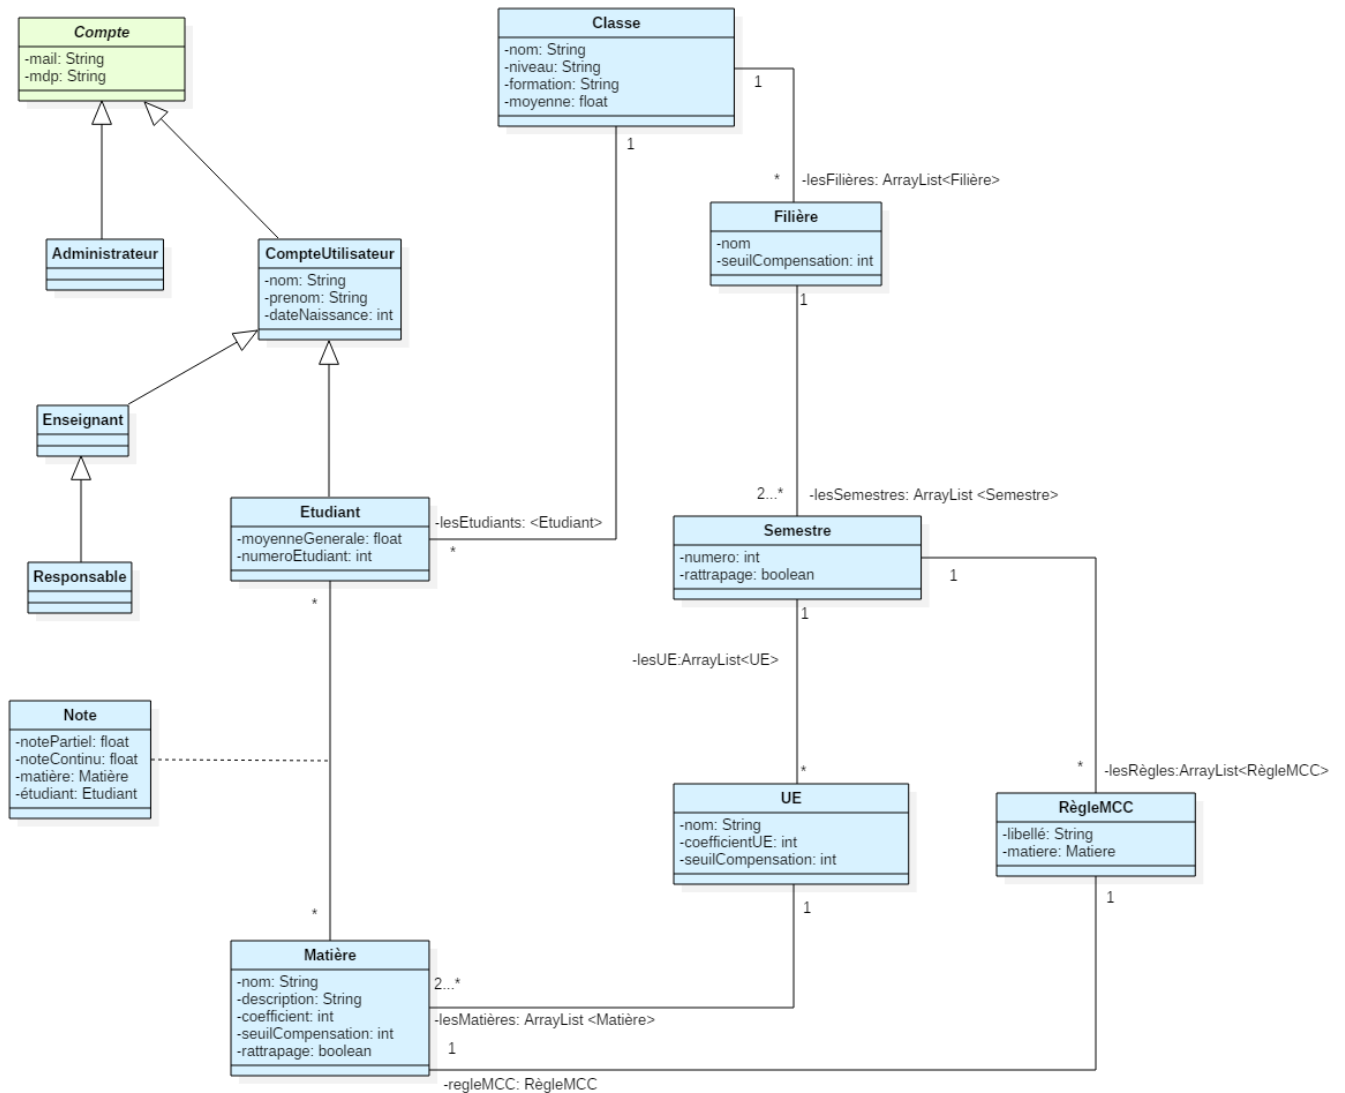 Compte
-mail: String
-mdp: String
Classe
-nom: String
-niveau: String
-formation: String
-moyenne: float
1
1
* -lesFilières: ArrayList<Filière>
Filière
-nom
-seuilCompensation: int
1
Administrateur
CompteUtilisateur
-nom: String
-prenom: String
-dateNaissance: int
Enseignant
Responsable
Etudiant
-moyenneGenerale: float
-numeroEtudiant: int
-lesEtudiants: <Etudiant>
*
*
2...* -lesSemestres: ArrayList <Semestre>
Semestre
-numero: int
-rattrapage: boolean
1
1
-lesUE:ArrayList<UE>
*
Note
-notePartiel: float
-noteContinu: float
-matière: Matière
-étudiant: Etudiant
UE
-nom: String
-coefficientUE: int
-seuilCompensation: int
1
* -lesRègles:ArrayList<RègleMCC>
RègleMCC
-libellé: String
-matiere: Matiere
1
*
Matière
-nom: String
-description: String
-coefficient: int
-seuilCompensation: int
-rattrapage: boolean
2...*
-lesMatières: ArrayList <Matière>
1
-regleMCC: RègleMCC